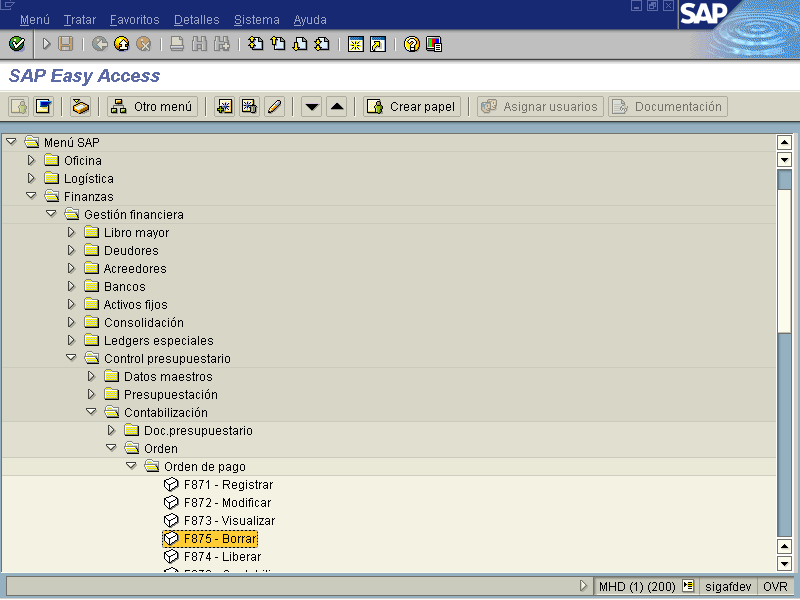 Menú Tratar Favoritos Detalles Sistema Ayuda
SAP
SAP Easy Access
Otro menú Crear papel Asignar usuarios Documentación
Menú SAP
Oficina
Logística
Finanzas
Gestión financiera
Libro mayor
Deudores
Acreedores
Bancos
Activos fijos
Consolidación
Ledgers especiales
Control presupuestario
Datos maestros
Presupuestación
Contabilización
Doc.presupuestario
Orden
Orden de pago
F871 - Registrar
F872 - Modificar
F873 - Visualizar
F875 - Borrar
F874 - Liberar
MHD (1) (200) sigafdev OVR